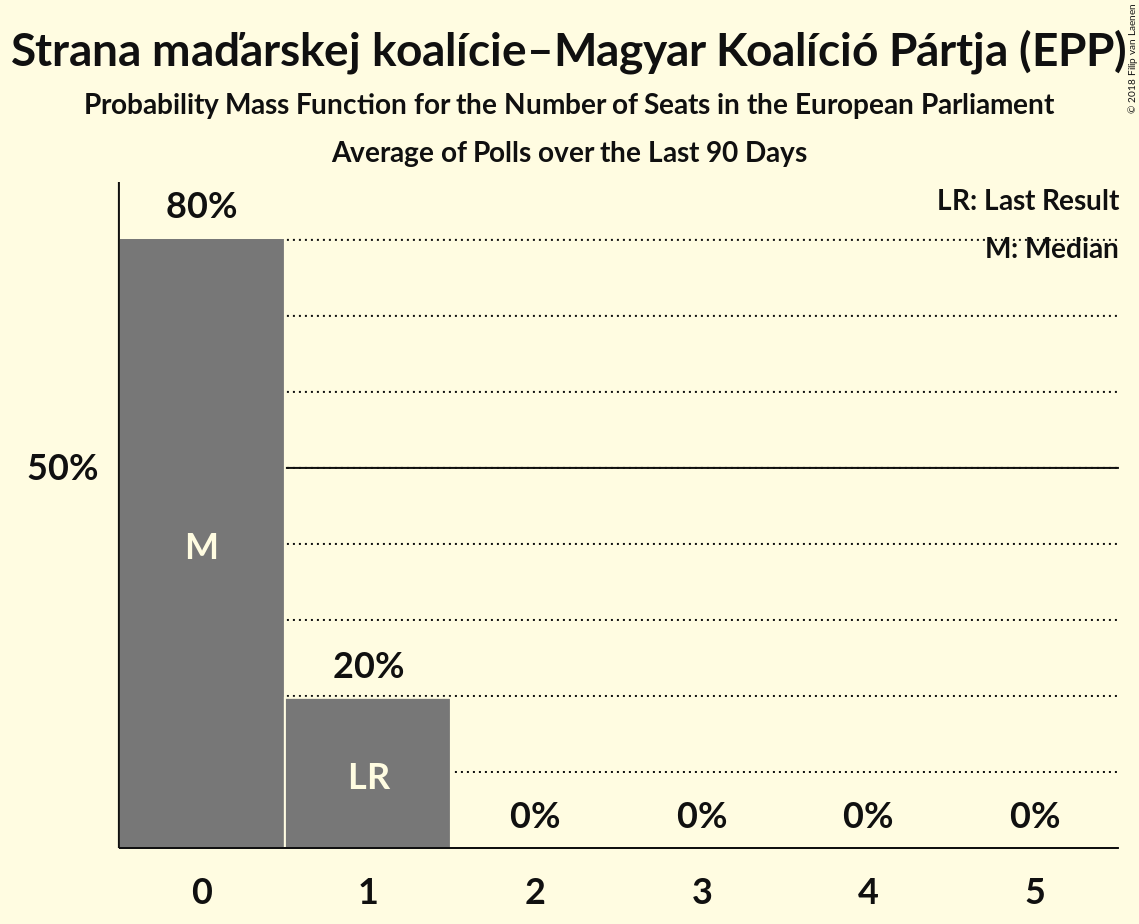 Strana maďarskej koalície–Magyar Koalíció Pártja (EPP)
Probability Mass Function for the Number of Seats in the European Parliament
Average of Polls over the Last 90 Days
© 2018 Filip van Laenen
LR: Last Result
M: Median
80%
50%
M
20%
LR
0% 0% 0% 0%
0 1 2 3 4 5